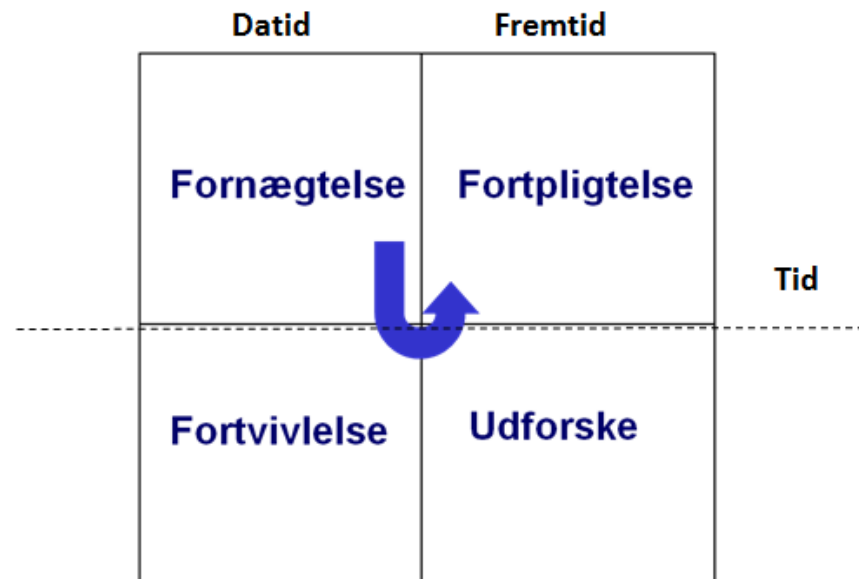 Datid Fremtid
Fornægtelse Fortpligtelse
Tid
Fortvivlelse Udforske